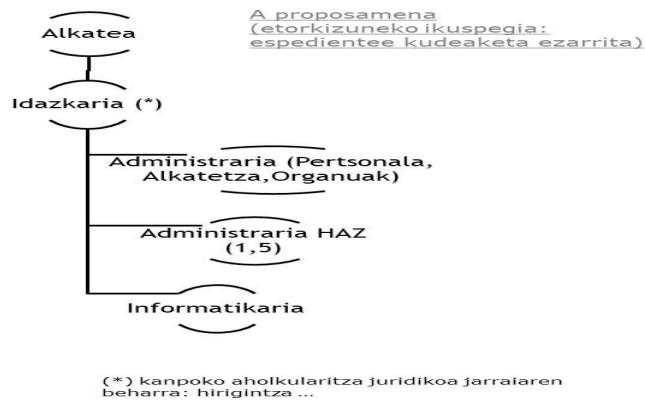 A proposamena
(etorkizuneko ikuspegia:
espedientee kudeaketa ezarrita)
Alkatea
Idazkaria (*)
Administraria (Pertsonala,
Alkatetza,Organuak)
Administraria HAZ
(1,5)
Informatikaria
(*) kanpoko aholkularitza juridikoa jarraiaren
beharra: hirigintza ...